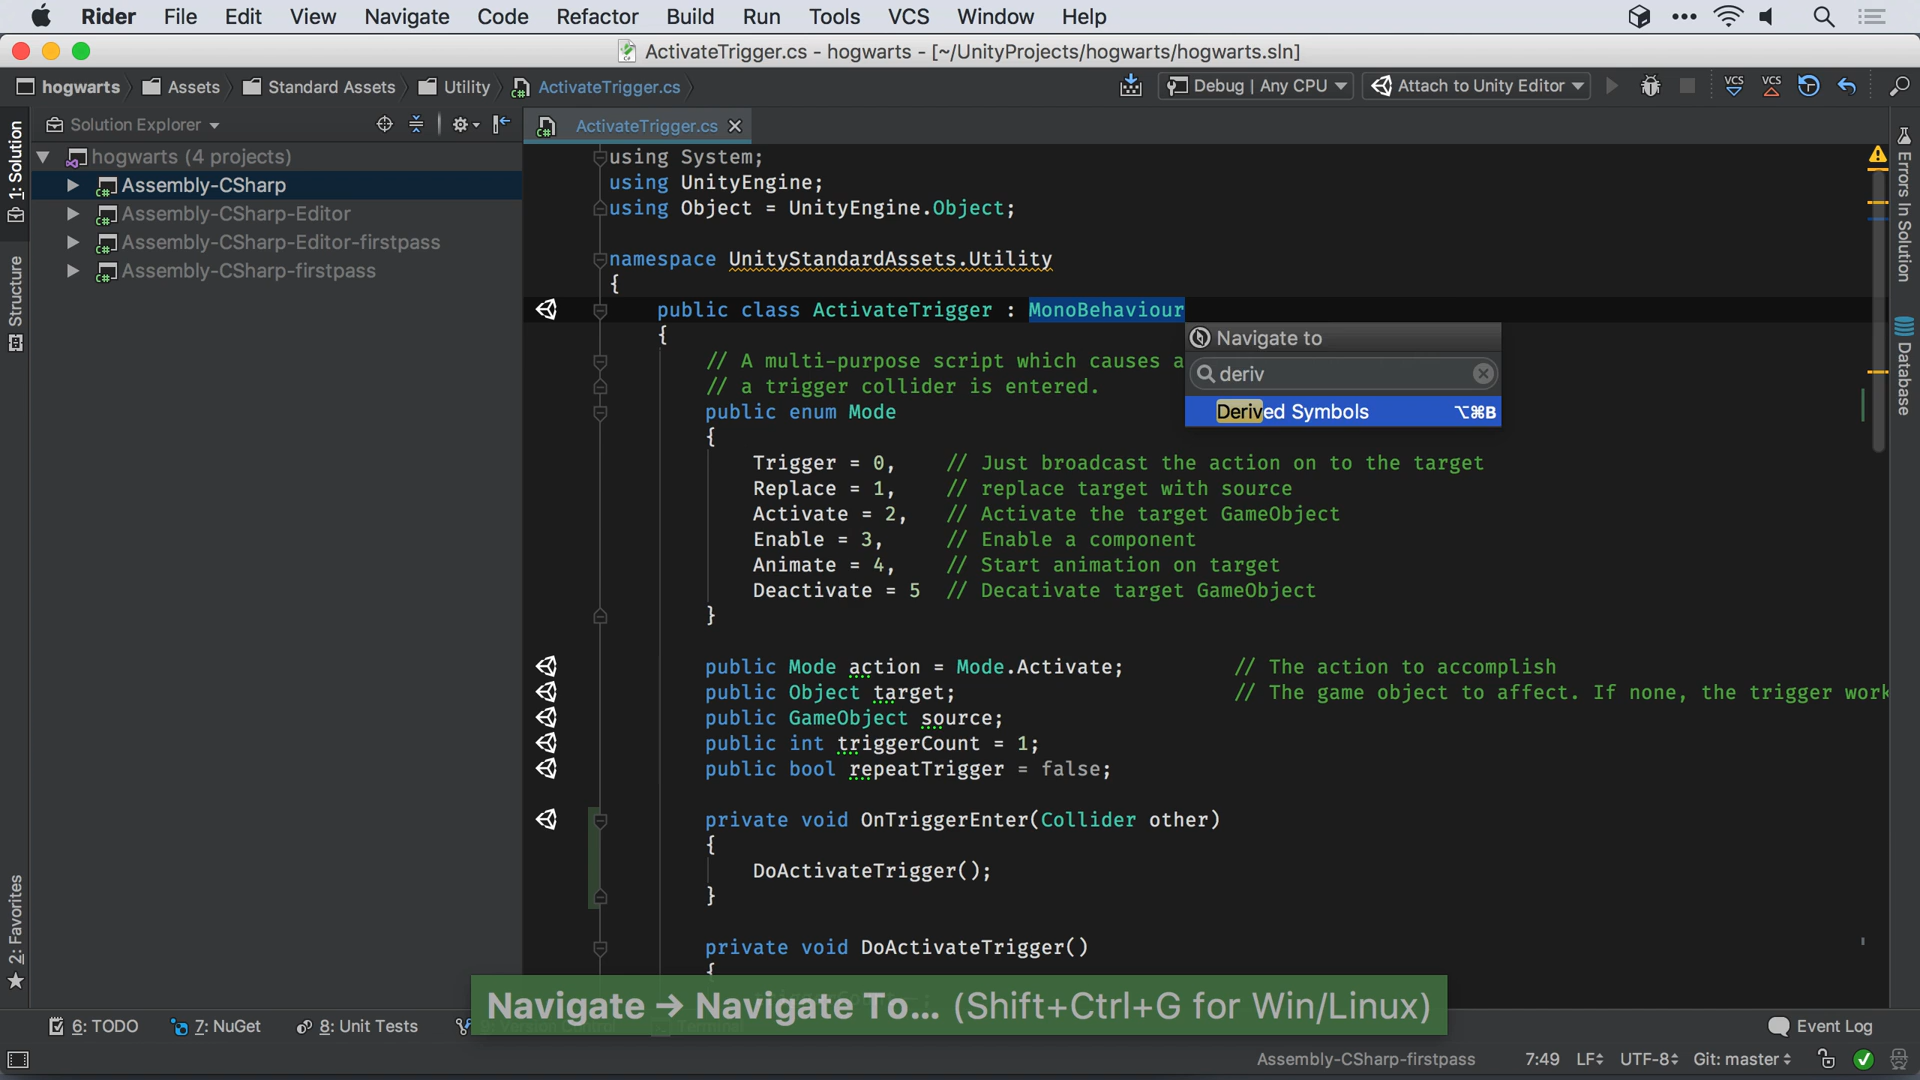 Rider File Edit View Navigate Code Refactor Build Run Tools VCS Window Help
ActivateTrigger.cs - hogwarts - [~/UnityProjects/hogwarts/hogwarts.sln]
hogwarts Assets Standard Assets Utility ActivateTrigger.cs Debug | Any CPU Attach to Unity Editor VCS VCS
1: Solution
Structure
2: Favorites
Solution Explorer
hogwarts (4 projects)
Assembly-CSharp
Assembly-CSharp-Editor
Assembly-CSharp-Editor-firstpass
Assembly-CSharp-firstpass
ActivateTrigger.cs
using System;
using UnityEngine;
using Object = UnityEngine.Object;
namespace UnityStandardAssets.Utility
{
public class ActivateTrigger : MonoBehaviour
{
// A multi-purpose script which causes a
// a trigger collider is entered.
public enum Mode
{
Trigger = 0, // Just broadcast the action on to the target
Replace = 1, // replace target with source
Activate = 2, // Activate the target GameObject
Enable = 3, // Enable a component
Animate = 4, // Start animation on target
Deactivate = 5 // Decativate target GameObject
}
public Mode action = Mode.Activate; // The action to accomplish
public Object target; // The game object to affect. If none, the trigger work
public GameObject source;
public int triggerCount = 1;
public bool repeatTrigger = false;
private void OnTriggerEnter(Collider other)
{
DoActivateTrigger();
}
private void DoActivateTrigger()
{
Navigate to
deriv
Derived Symbols ⌥⌘B
Errors In Solution
Database
Navigate → Navigate To... (Shift+Ctrl+G for Win/Linux)
6: TODO 7: NuGet 8: Unit Tests Event Log
Assembly-CSharp-firstpass 7:49 LF UTF-8 Git: master